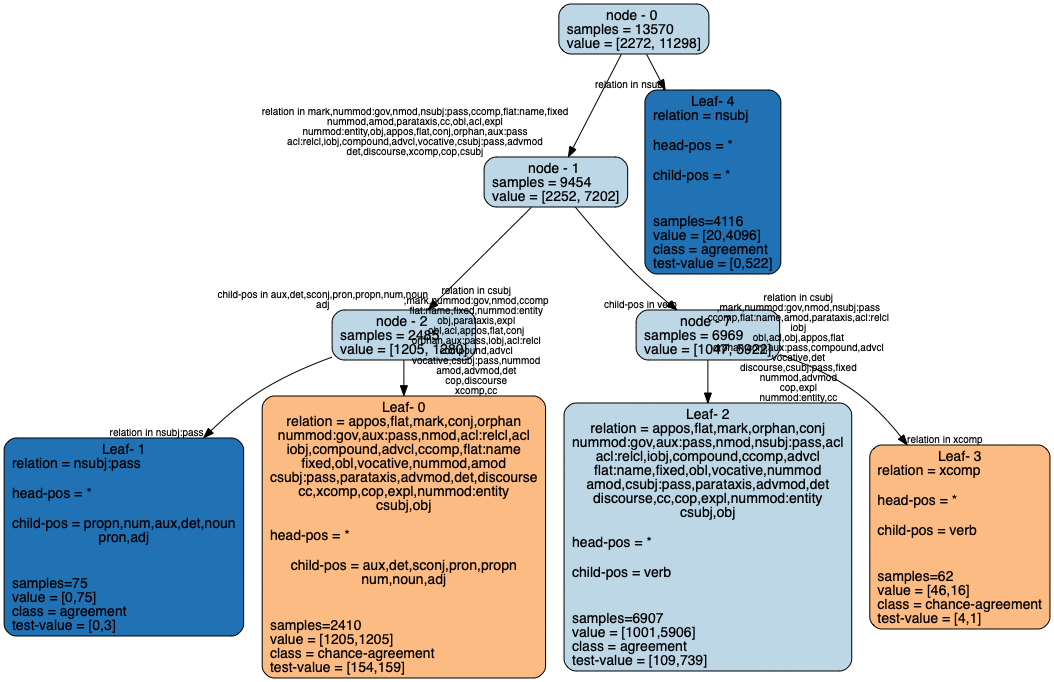 node - 0
samples = 13570
value = [2272, 11298]
relation in nsubj
Leaf- 4
relation = nsubj
head-pos = *
child-pos = *
samples=4116
value = [20,4096]
class = agreement
test-value = [0,522]
relation in mark,nummod:gov,nmod,nsubj:pass,ccomp,flat:name,fixed
nummod,amod,parataxis,cc,obl,acl,expl
nummod:entity,obj,appos,flat,conj,orphan,aux:pass
acl:relcl,iobj,compound,advcl,vocative,csubj:pass,advmod
det,discourse,xcomp,cop,csubj
node - 1
samples = 9454
value = [2252, 7202]
child-pos in aux,det,sconj,pron,propn,num,noun
adj
node - 2
samples = 2485
value = [1205, 1280]
relation in csubj
,mark,nummod:gov,nmod,ccomp
flat:name,fixed,nummod:entity
obj,parataxis,expl
obl,acl,appos,flat,conj
orphan,aux:pass,iobj,acl:relcl
compound,advcl
vocative,csubj:pass,nummod
amod,advmod,det
cop,discourse
xcomp,cc
child-pos in verb
node - 7
samples = 6969
value = [1047, 5922]
relation in csubj
,mark,nummod:gov,nmod,nsubj:pass
ccomp,flat:name,amod,parataxis,acl:relcl
iobj
obl,acl,obj,appos,flat
orphan,conj,aux:pass,compound,advcl
vocative,det
discourse,csubj:pass,fixed
nummod,advmod
cop,expl
nummod:entity,cc
relation in nsubj:pass
Leaf- 1
relation = nsubj:pass
head-pos = *
child-pos = propn,num,aux,det,noun
pron,adj
samples=75
value = [0,75]
class = agreement
test-value = [0,3]
Leaf- 0
relation = appos,flat,mark,conj,orphan
nummod:gov,aux:pass,nmod,acl:relcl,acl
iobj,compound,advcl,ccomp,flat:name
fixed,obl,vocative,nummod,amod
csubj:pass,parataxis,advmod,det,discourse
cc,xcomp,cop,expl,nummod:entity
csubj,obj
head-pos = *
child-pos = aux,det,sconj,pron,propn
num,noun,adj
samples=2410
value = [1205,1205]
class = chance-agreement
test-value = [154,159]
Leaf- 2
relation = appos,flat,mark,orphan,conj
nummod:gov,aux:pass,nmod,nsubj:pass,acl
acl:relcl,iobj,compound,ccomp,advcl
flat:name,fixed,obl,vocative,nummod
amod,csubj:pass,parataxis,advmod,det
discourse,cc,cop,expl,nummod:entity
csubj,obj
head-pos = *
child-pos = verb
samples=6907
value = [1001,5906]
class = agreement
test-value = [109,739]
relation in xcomp
Leaf- 3
relation = xcomp
head-pos = *
child-pos = verb
samples=62
value = [46,16]
class = chance-agreement
test-value = [4,1]